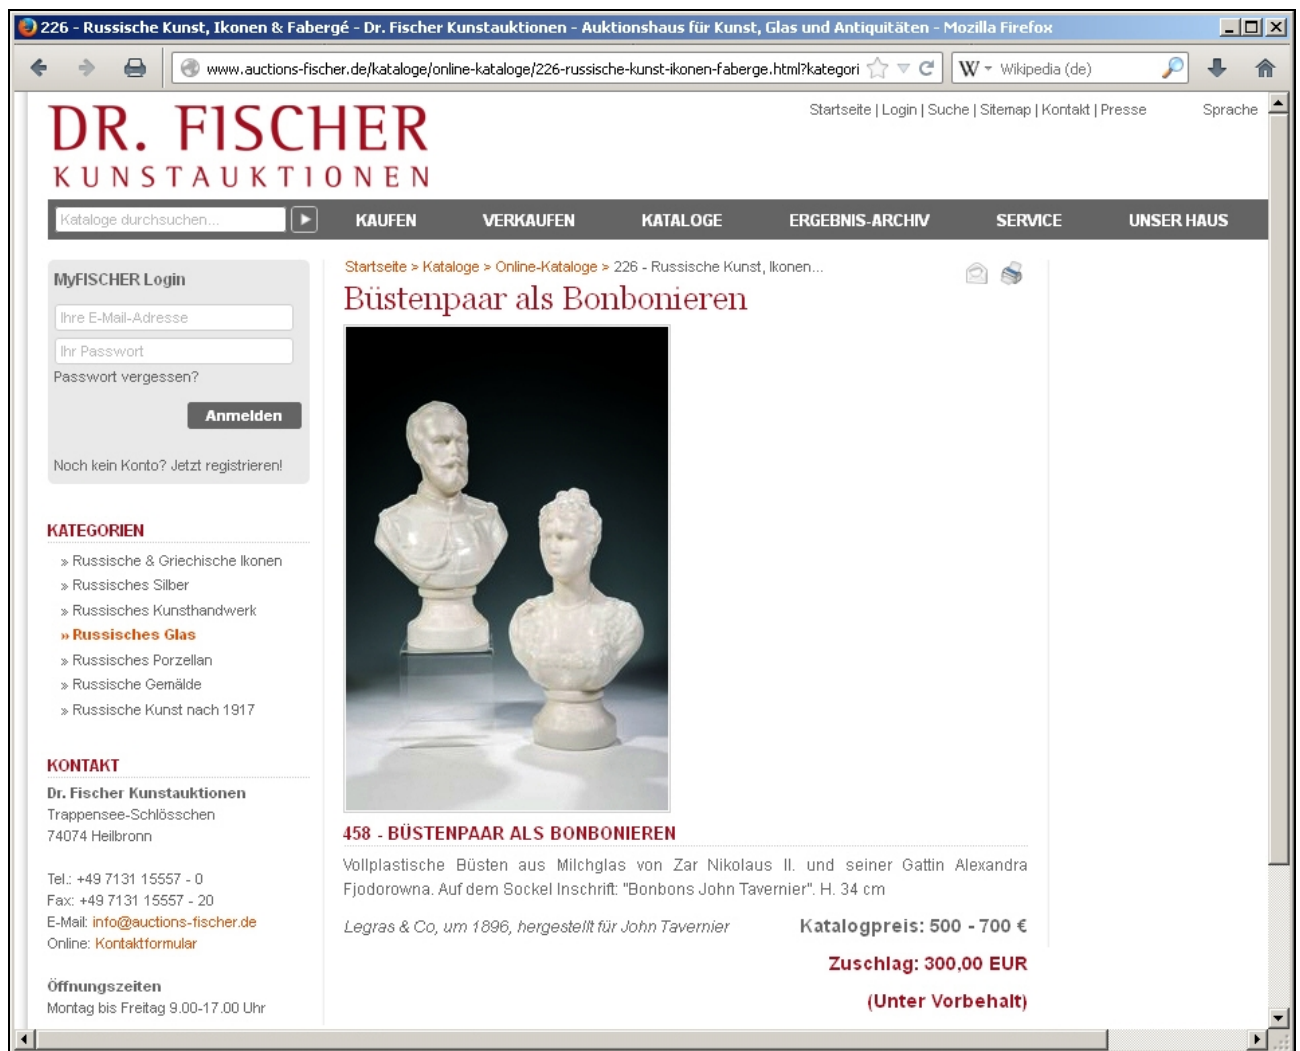 226 - Russische Kunst, Ikonen & Fabergé - Dr. Fischer Kunstauktionen - Auktionshaus für Kunst, Glas und Antiquitäten - Mozilla Firefox
www.auctions-fischer.de/kataloge/online-kataloge/226-russische-kunst-ikonen-faberge.html?kategori
W Wikipedia (de)
DR. FISCHER
KUNSTAUKTIONEN
Startseite | Login | Suche | Sitemap | Kontakt | Presse Sprache
Kataloge durchsuchen... KAUFEN VERKAUFEN KATALOGE ERGEBNIS-ARCHIV SERVICE UNSER HAUS
MyFISCHER Login
Ihre E-Mail-Adresse
Ihr Passwort
Passwort vergessen?
Anmelden
Noch kein Konto? Jetzt registrieren!
KATEGORIEN
» Russische & Griechische Ikonen
» Russisches Silber
» Russisches Kunsthandwerk
» Russisches Glas
» Russisches Porzellan
» Russische Gemälde
» Russische Kunst nach 1917
KONTAKT
Dr. Fischer Kunstauktionen
Trappensee-Schlösschen
74074 Heilbronn
Tel.: +49 7131 15557 - 0
Fax: +49 7131 15557 - 20
E-Mail: info@auctions-fischer.de
Online: Kontaktformular
Öffnungszeiten
Montag bis Freitag 9.00-17.00 Uhr
Startseite > Kataloge > Online-Kataloge > 226 - Russische Kunst, Ikonen...
Büstenpaar als Bonbonieren
458 - BÜSTENPAAR ALS BONBONIEREN
Vollplastische Büsten aus Milchglas von Zar Nikolaus II. und seiner Gattin Alexandra
Fjodorowna. Auf dem Sockel Inschrift: "Bonbons John Tavernier". H. 34 cm
Legras & Co, um 1896, hergestellt für John Tavernier
Katalogpreis: 500 - 700 €
Zuschlag: 300,00 EUR
(Unter Vorbehalt)